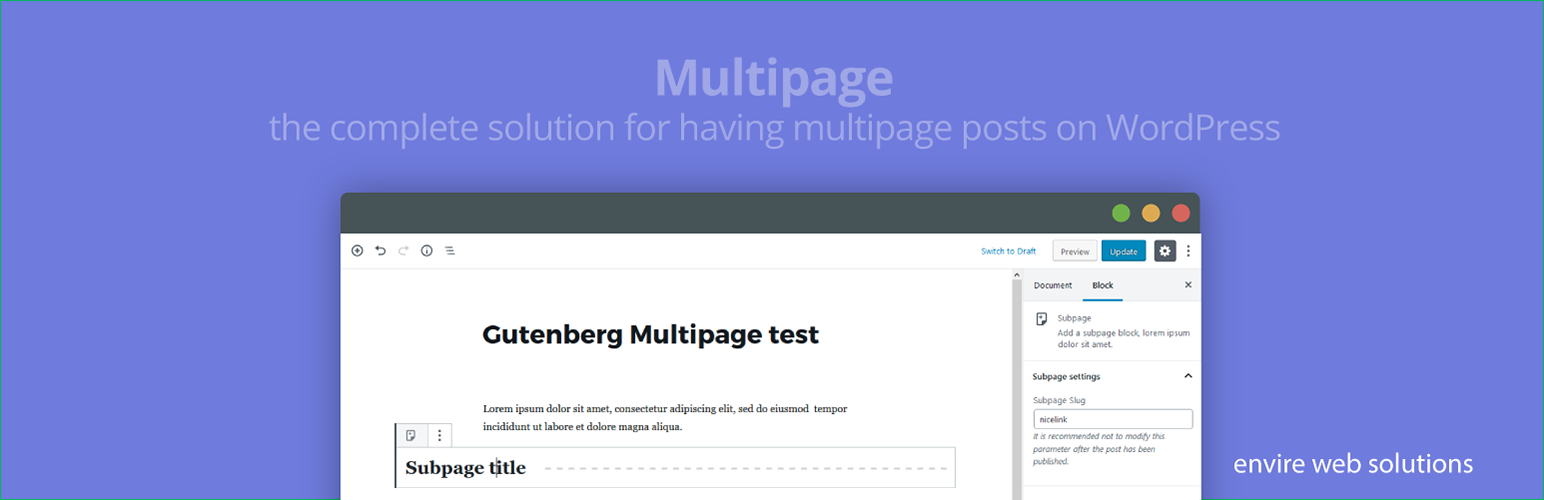 Multipage
the complete solution for having multipage posts on WordPress
Switch to Draft
Preview
Update
Document
Block
Gutenberg Multipage test
Subpage
Add a subpage block, lorem ipsum
dolor sit amet.
Subpage settings
Subpage Slug
nicelink
It is recommended not to modify this
parameter after the post has been
published.
Lorem ipsum dolor sit amet, consectetur adipiscing elit, sed do eiusmod tempor
incididunt ut labore et dolore magna aliqua.
Subpage title
envire web solutions